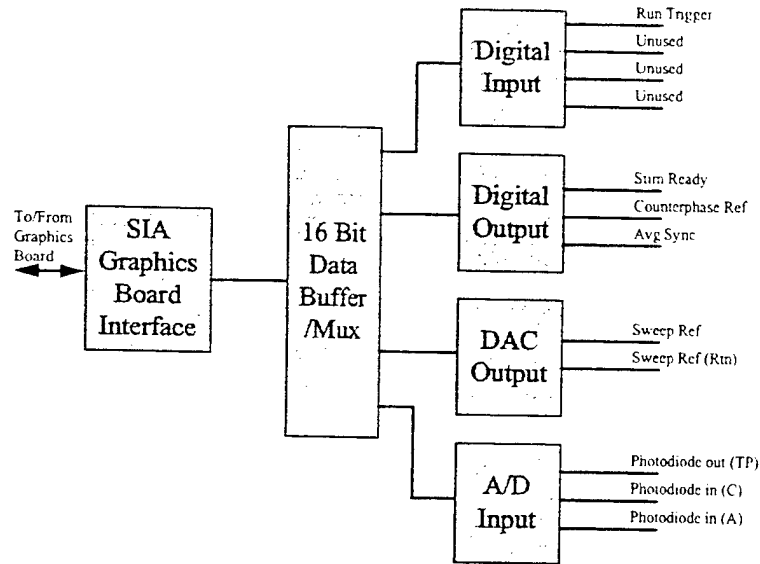 Run Trigger
Unused
Unused
Unused
Digital
Input
Stim Ready
Counterphase Ref
Avg Sync
Digital
Output
To/From
Graphics
Board
SIA
Graphics
Board
Interface
16 Bit
Data
Buffer
/Mux
Sweep Ref
Sweep Ref (Rtn)
DAC
Output
Photodiode out (TP)
Photodiode in (C)
Photodiode in (A)
A/D
Input